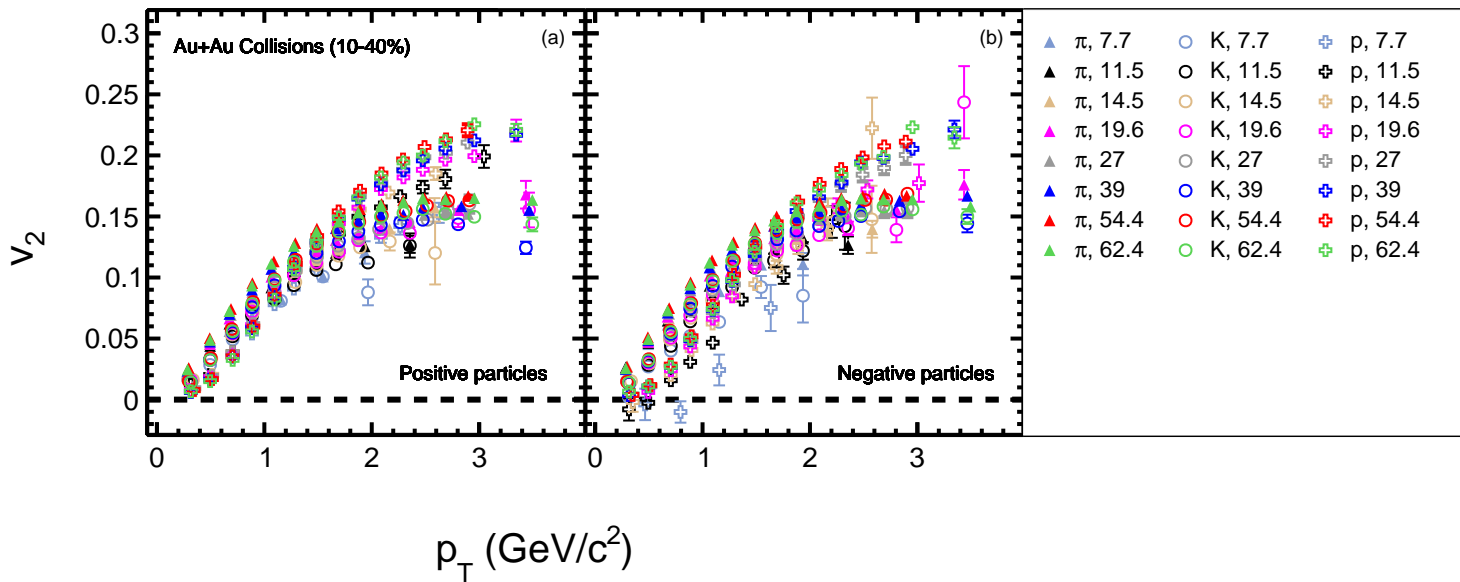 Au+Au Collisions (10-40%)
(a)
(b)
0.3
0.25
0.2
0.15
0.1
0.05
0
v₂
Positive particles
Negative particles
0 1 2 3
0 1 2 3
p_T (GeV/c²)
π, 7.7 K, 7.7 p, 7.7
π, 11.5 K, 11.5 p, 11.5
π, 14.5 K, 14.5 p, 14.5
π, 19.6 K, 19.6 p, 19.6
π, 27 K, 27 p, 27
π, 39 K, 39 p, 39
π, 54.4 K, 54.4 p, 54.4
π, 62.4 K, 62.4 p, 62.4